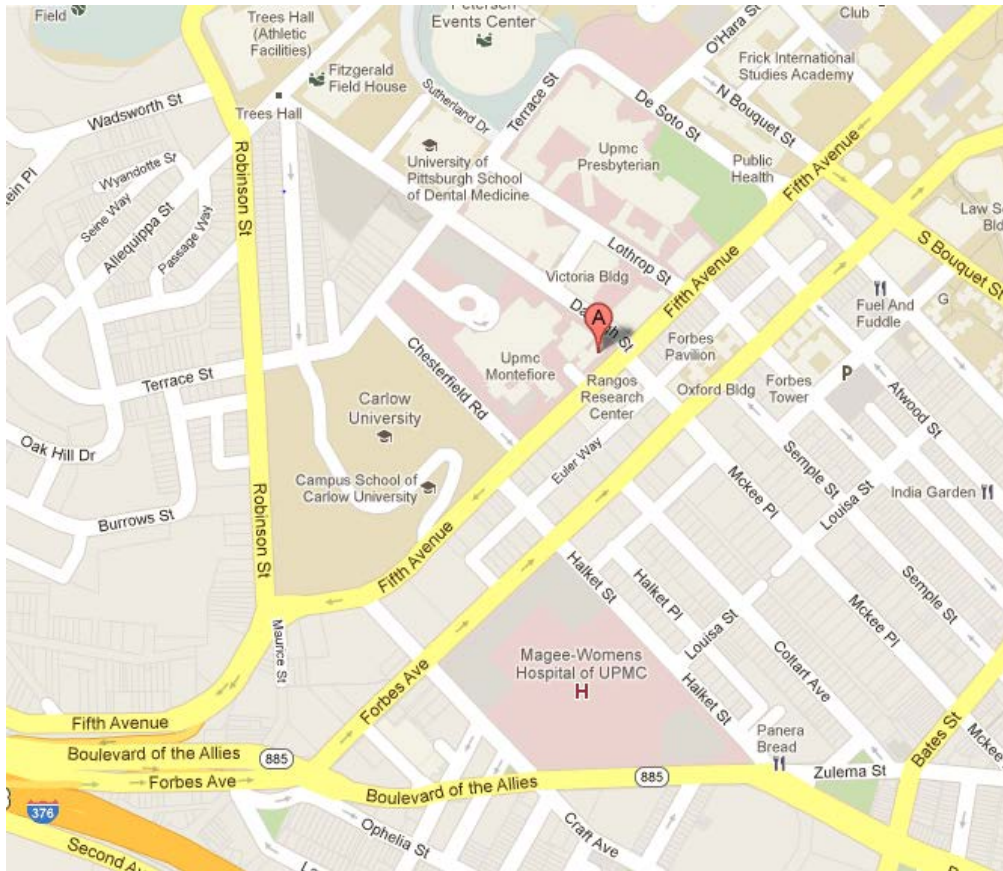 Field
Trees Hall
(Athletic
Facilities)
Petersen
Events Center
O'Hara St
Club
Frick International
Studies Academy
Fitzgerald
Field House
Wadsworth St
Trees Hall
Sutherland Dr
Terrace St
De Soto St
N Bouquet St
Fifth Avenue
University of
Pittsburgh School
of Dental Medicine
Upmc
Presbyterian
Public
Health
Robinson St
Wyandotte St
Seine Way
Allequippa St
Passage Way
Lothrop St
Law
Bld
S Bouquet St
Victoria Bldg
Fifth Avenue
G
Fuel And
Fuddle
A
Forbes
Pavilion
Upmc
Montefiore
Chesterfield Rd
Rangos
Research
Center
Oxford Bldg
Forbes
Tower
P
Atwood St
Terrace St
Carlow
University
Oak Hill Dr
Euler Way
Semple St
Mckee Pl
Louisa St
India Garden
Campus School of
Carlow University
Burrows St
Robinson St
Fifth Avenue
Halket St
Halket Pl
Louisa St
Mckee Pl
Semple St
Coltart Ave
Maurice St
Magee-Womens
Hospital of UPMC
H
Forbes Ave
Halket St
Fifth Avenue
Panera
Bread
Bates St
Mckee
Boulevard of the Allies
885
Forbes Ave
885
Zulema St
Boulevard of the Allies
376
Ophelia St
Craft Ave
Second Av